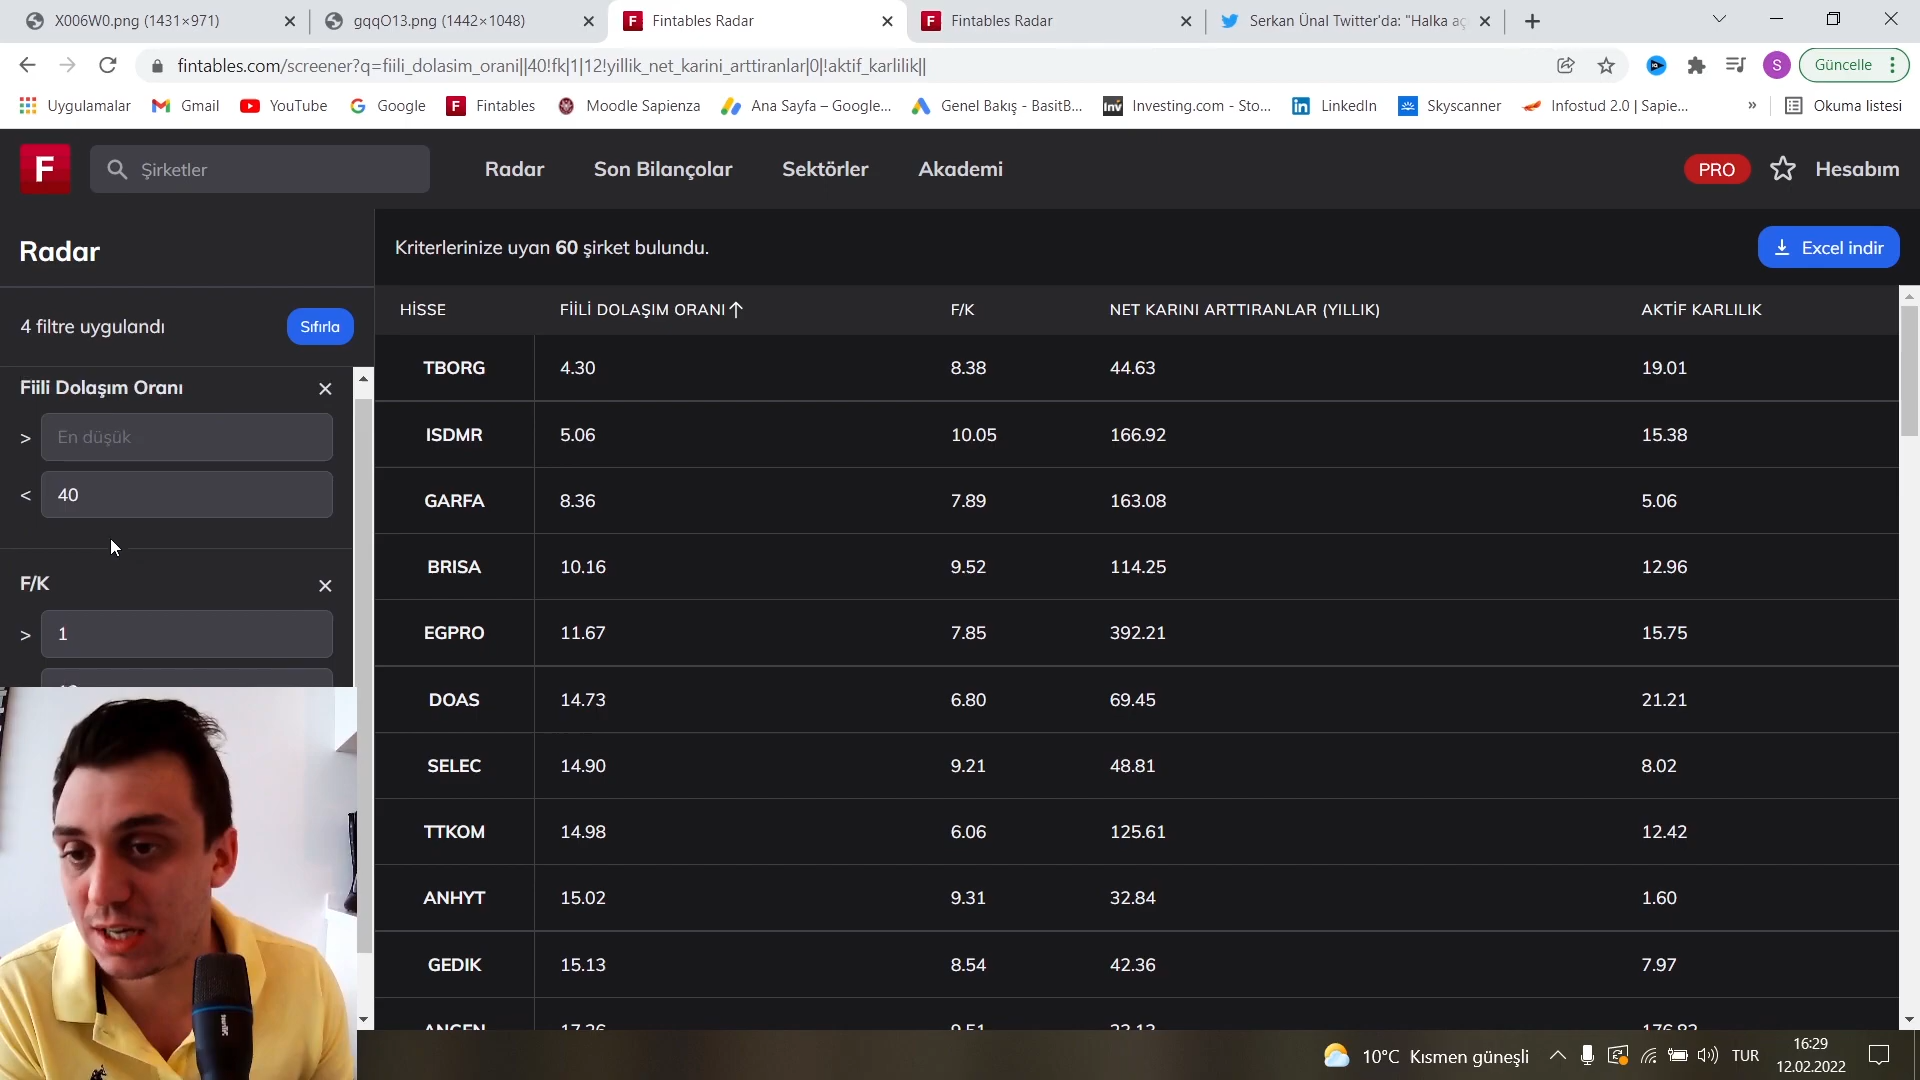 X006W0.png (1431×971)
gqqO13.png (1442×1048)
Fintables Radar
Fintables Radar
Serkan Ünal Twitter'da: "Halka aç
fintables.com/screener?q=fiili_dolasim_orani||40!fk|1|12!yillik_net_karini_arttiranlar|0|!aktif_karlilik||
S
Güncelle
Uygulamalar
Gmail
YouTube
Google
Fintables
Moodle Sapienza
Ana Sayfa – Google...
Genel Bakış - BasitB...
Investing.com - Sto...
LinkedIn
Skyscanner
Infostud 2.0 | Sapie...
»
Okuma listesi
F
Şirketler
Radar
Son Bilançolar
Sektörler
Akademi
PRO
Hesabım
Radar
Kriterlerinize uyan 60 şirket bulundu.
Excel indir
4 filtre uygulandı
Sıfırla
Fiili Dolaşım Oranı
> En düşük
< 40
F/K
> 1
HİSSE FİİLİ DOLAŞIM ORANI F/K NET KARINI ARTTIRANLAR (YILLIK) AKTİF KARLILIK
TBORG 4.30 8.38 44.63 19.01
ISDMR 5.06 10.05 166.92 15.38
GARFA 8.36 7.89 163.08 5.06
BRISA 10.16 9.52 114.25 12.96
EGPRO 11.67 7.85 392.21 15.75
DOAS 14.73 6.80 69.45 21.21
SELEC 14.90 9.21 48.81 8.02
TTKOM 14.98 6.06 125.61 12.42
ANHYT 15.02 9.31 32.84 1.60
GEDIK 15.13 8.54 42.36 7.97
10°C Kısmen güneşli
TUR
16:29
12.02.2022